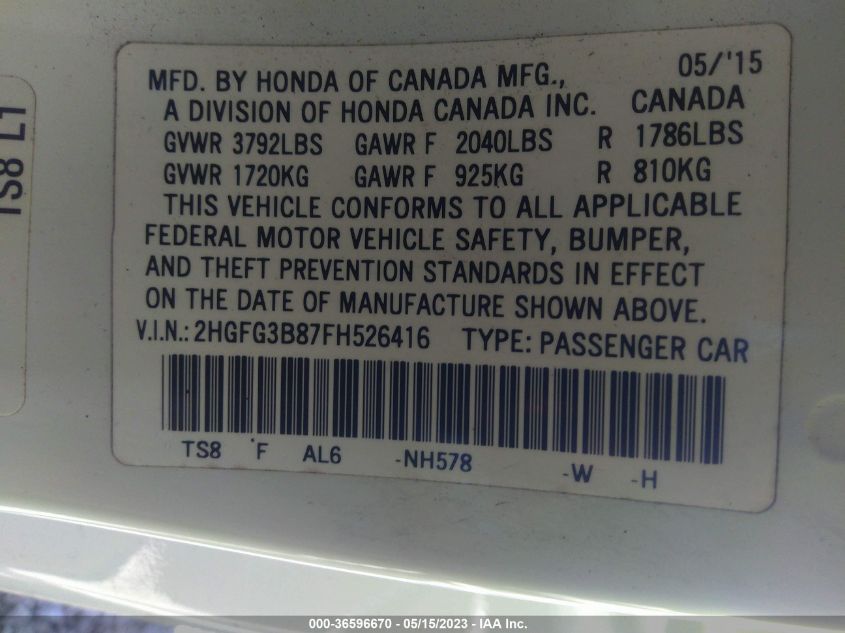 05/'15
MFD. BY HONDA OF CANADA MFG.,
A DIVISION OF HONDA CANADA INC. CANADA
GVWR 3792LBS GAWR F 2040LBS R 1786LBS
GVWR 1720KG GAWR F 925KG R 810KG
THIS VEHICLE CONFORMS TO ALL APPLICABLE
FEDERAL MOTOR VEHICLE SAFETY, BUMPER,
AND THEFT PREVENTION STANDARDS IN EFFECT
ON THE DATE OF MANUFACTURE SHOWN ABOVE.
V.I.N.: 2HGFG3B87FH526416 TYPE: PASSENGER CAR
TS8 F AL6 -NH578 -W -H
TS8 L1
000-36596670 - 05/15/2023 - IAA Inc.